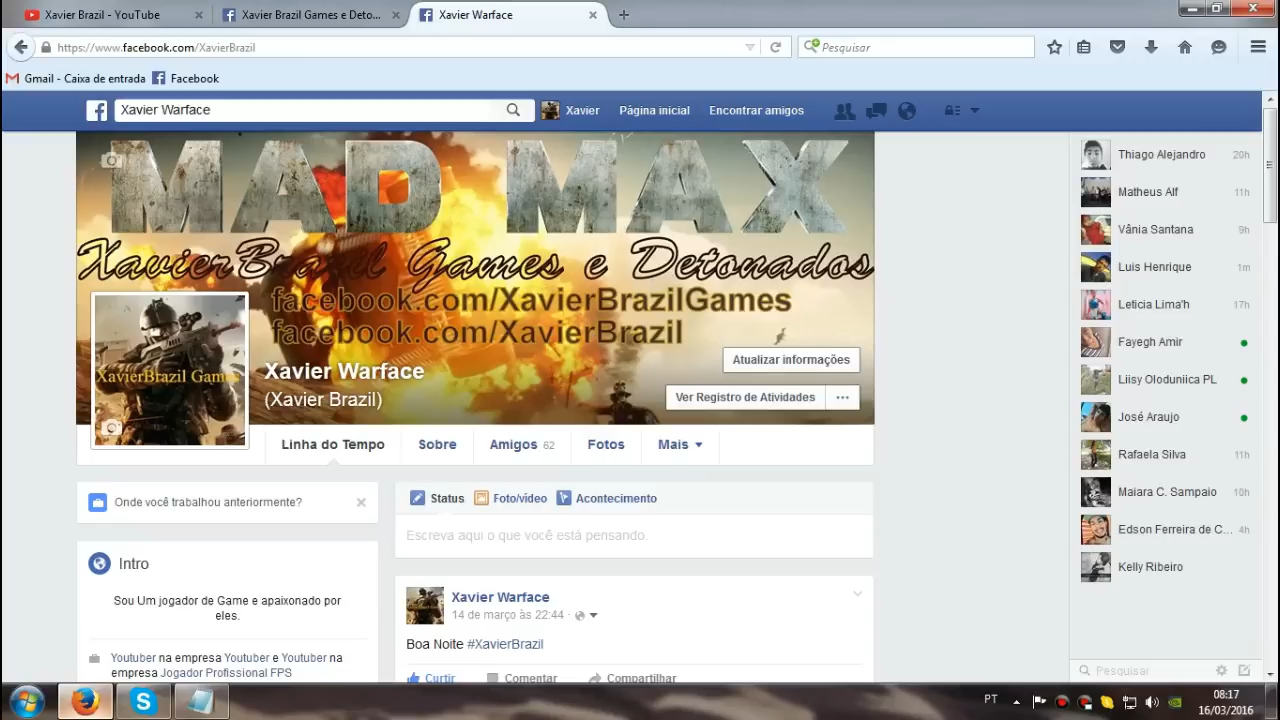 Xavier Brazil - YouTube
Xavier Brazil Games e Deto...
Xavier Warface
https://www.facebook.com/XavierBrazil
Pesquisar
Gmail - Caixa de entrada
Facebook
Xavier Warface
Xavier
Página inicial
Encontrar amigos
MAD MAX
XavierBrazil Games e Detonados
facebook.com/XavierBrazilGames
facebook.com/XavierBrazil
XavierBrazil Games
Xavier Warface
(Xavier Brazil)
Atualizar informações
Ver Registro de Atividades
Linha do Tempo
Sobre
Amigos 62
Fotos
Mais
Onde você trabalhou anteriormente?
Intro
Sou Um jogador de Game e apaixonado por
eles.
Youtuber na empresa Youtuber e Youtuber na
empresa Jogador Profissional FPS
Status
Foto/vídeo
Acontecimento
Escreva aqui o que você está pensando.
Xavier Warface
14 de março às 22:44
Boa Noite #XavierBrazil
Curtir
Comentar
Compartilhar
Thiago Alejandro 20h
Matheus Alf 11h
Vânia Santana 9h
Luis Henrique 1m
Leticia Lima'h 17h
Fayegh Amir
Liisy Oloduniica PL
José Araujo
Rafaela Silva 11h
Maiara C. Sampaio 10h
Edson Ferreira de C... 4h
Kelly Ribeiro
Pesquisar
PT
08:17
16/03/2016